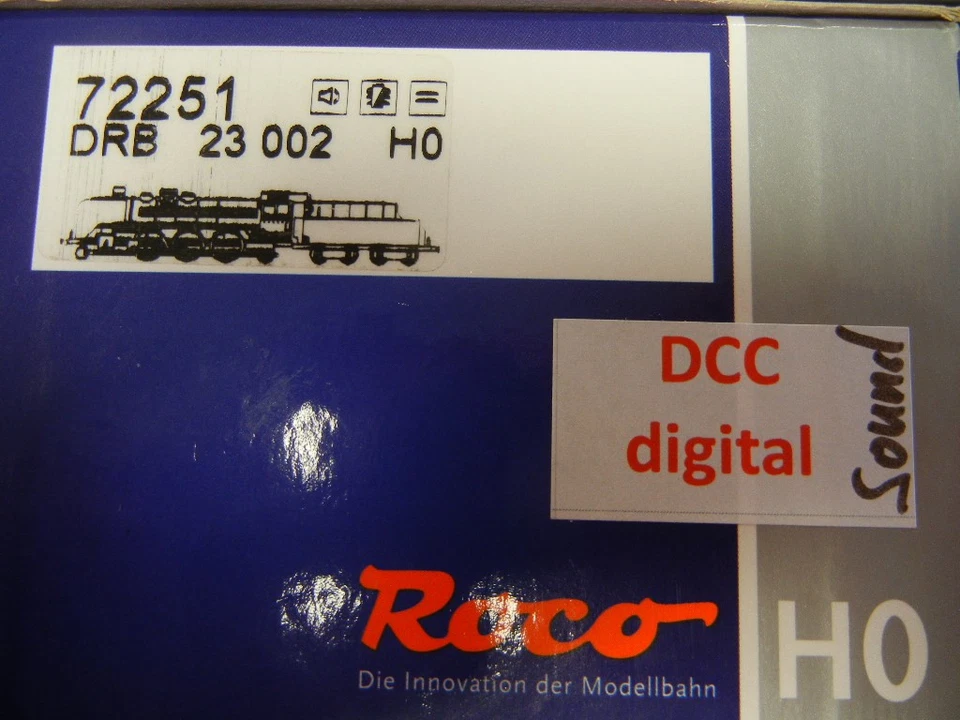 72251
DRB 23 002 H0
DCC
digital
Sound
Roco
Die Innovation der Modellbahn
H0